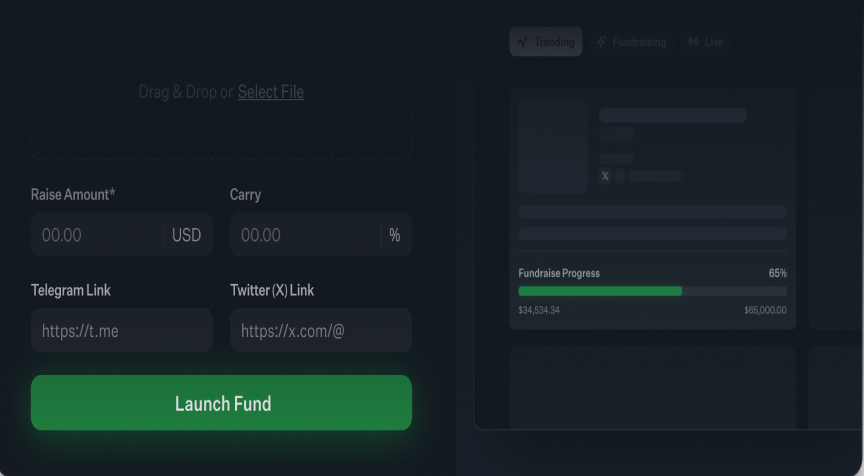 Drag & Drop or Select File
Raise Amount*
Carry
00.00
USD
00.00
%
Telegram Link
Twitter (X) Link
https://t.me
https://x.com/@
Launch Fund
Trending
Fundraising
Live
X
Fundraise Progress
65%
$34,534.34
$65,000.00